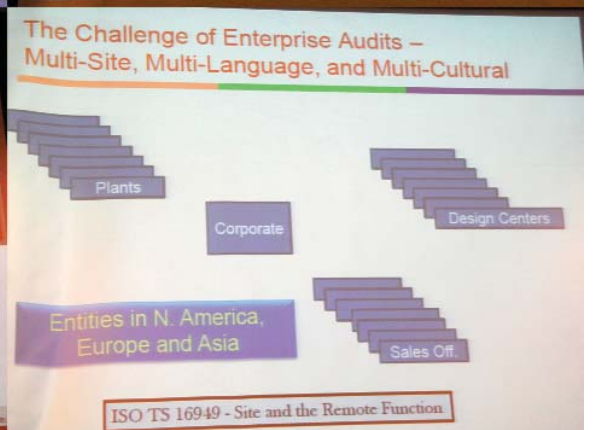 The Challenge of Enterprise Audits –
Multi-Site, Multi-Language, and Multi-Cultural
Plants
Corporate
Design Centers
Entities in N. America,
Europe and Asia
Sales Off.
ISO TS 16949 - Site and the Remote Function